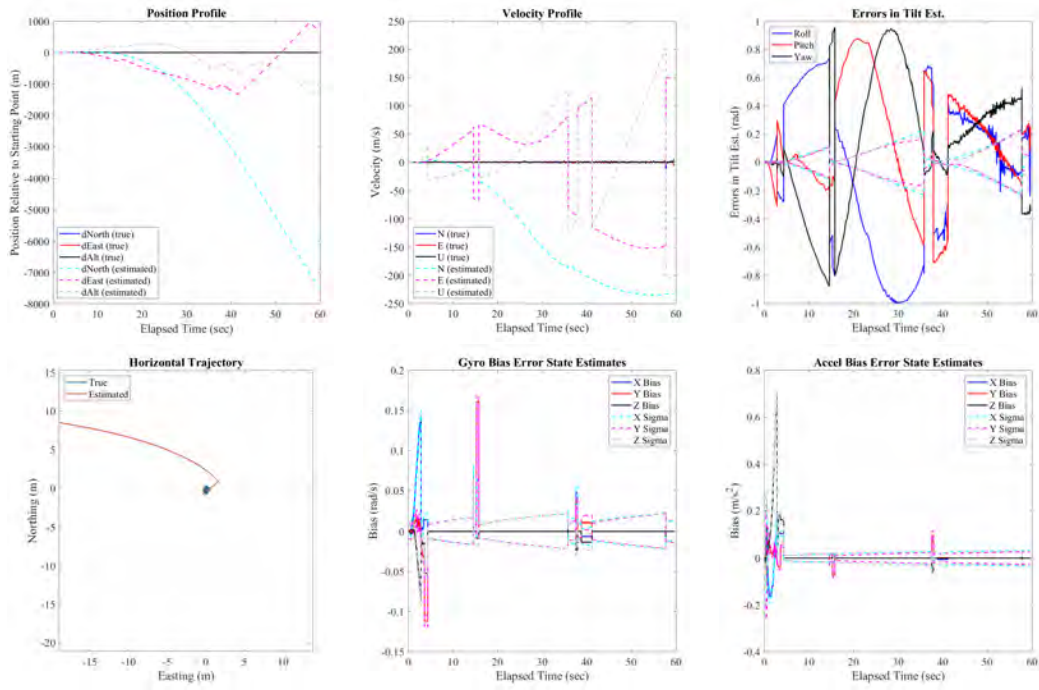 Position Profile
1000
0
-1000
-2000
-3000
-4000
-5000
-6000
-7000
-8000
Position Relative to Starting Point (m)
dNorth (true)
dEast (true)
dAlt (true)
dNorth (estimated)
dEast (estimated)
dAlt (estimated)
0 10 20 30 40 50 60
Elapsed Time (sec)
Velocity Profile
250
200
150
100
50
0
-50
-100
-150
-200
-250
Velocity (m/s)
N (true)
E (true)
U (true)
N (estimated)
E (estimated)
U (estimated)
0 10 20 30 40 50 60
Elapsed Time (sec)
Errors in Tilt Est.
1
0.8
0.6
0.4
0.2
0
-0.2
-0.4
-0.6
-0.8
-1
Errors in Tilt Est. (rad)
Roll
Pitch
Yaw
0 10 20 30 40 50 60
Elapsed Time (sec)
Horizontal Trajectory
15
10
5
0
-5
-10
-15
-20
Northing (m)
True
Estimated
-15 -10 -5 0 5 10
Easting (m)
Gyro Bias Error State Estimates
0.2
0.15
0.1
0.05
0
-0.05
-0.1
-0.15
Bias (rad/s)
X Bias
Y Bias
Z Bias
X Sigma
Y Sigma
Z Sigma
0 10 20 30 40 50 60
Elapsed Time (sec)
Accel Bias Error State Estimates
0.8
0.6
0.4
0.2
0
-0.2
-0.4
Bias (m/s²)
X Bias
Y Bias
Z Bias
X Sigma
Y Sigma
Z Sigma
0 10 20 30 40 50 60
Elapsed Time (sec)